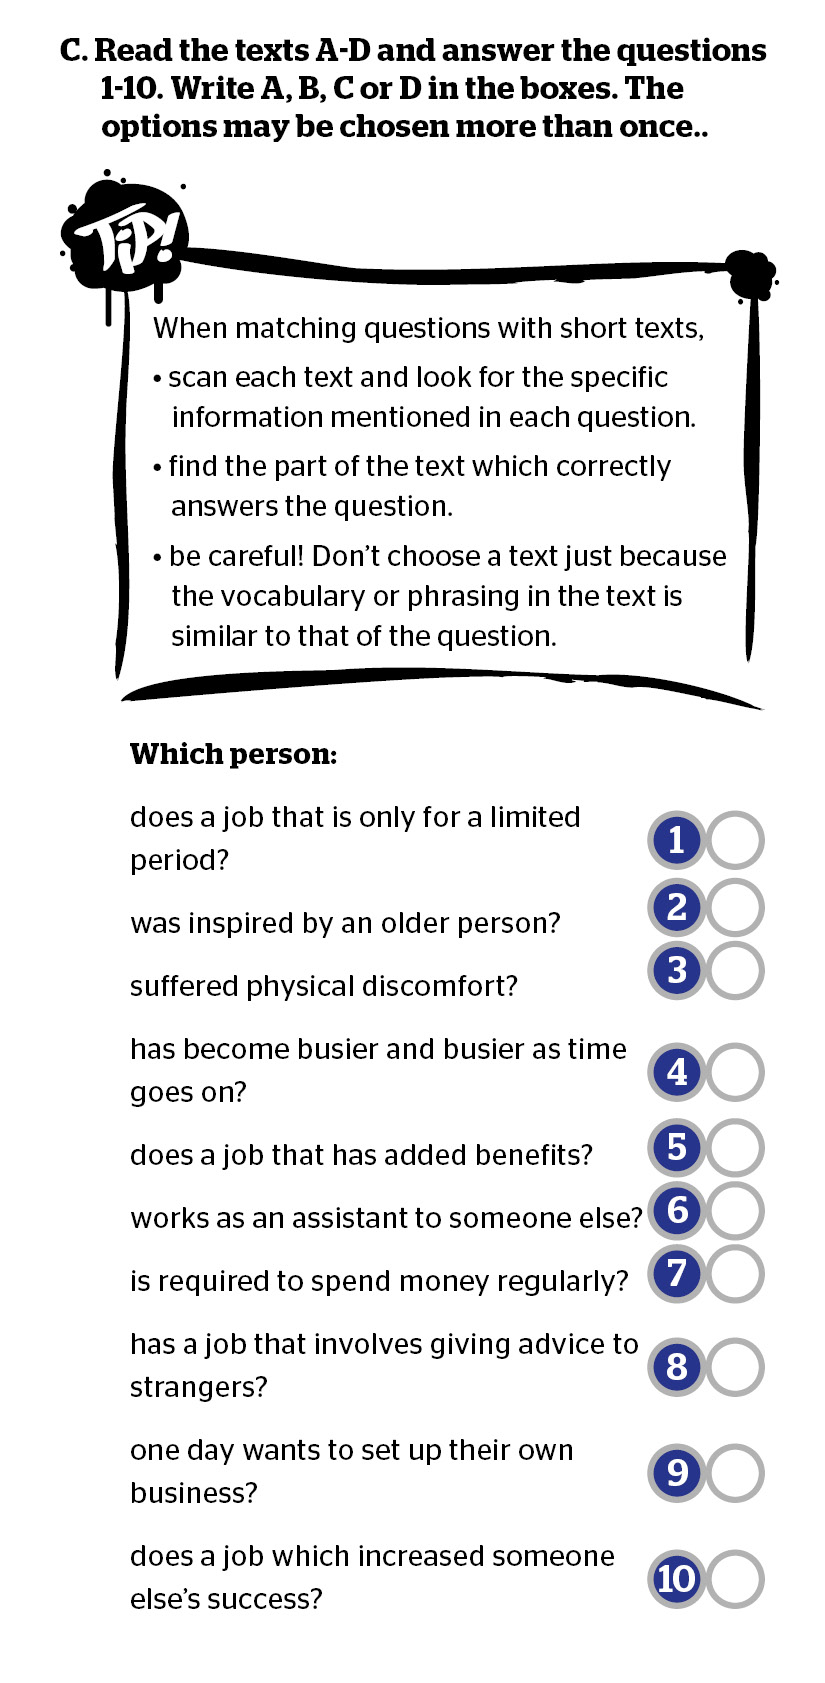 C. Read the texts A-D and answer the questions
1-10. Write A, B, C or D in the boxes. The
options may be chosen more than once..
TiP!
When matching questions with short texts,
• scan each text and look for the specific
information mentioned in each question.
• find the part of the text which correctly
answers the question.
• be careful! Don’t choose a text just because
the vocabulary or phrasing in the text is
similar to that of the question.
Which person:
does a job that is only for a limited
period?
1
was inspired by an older person?
2
suffered physical discomfort?
3
has become busier and busier as time
goes on?
4
does a job that has added benefits?
5
works as an assistant to someone else?
6
is required to spend money regularly?
7
has a job that involves giving advice to
strangers?
8
one day wants to set up their own
business?
9
does a job which increased someone
else’s success?
10